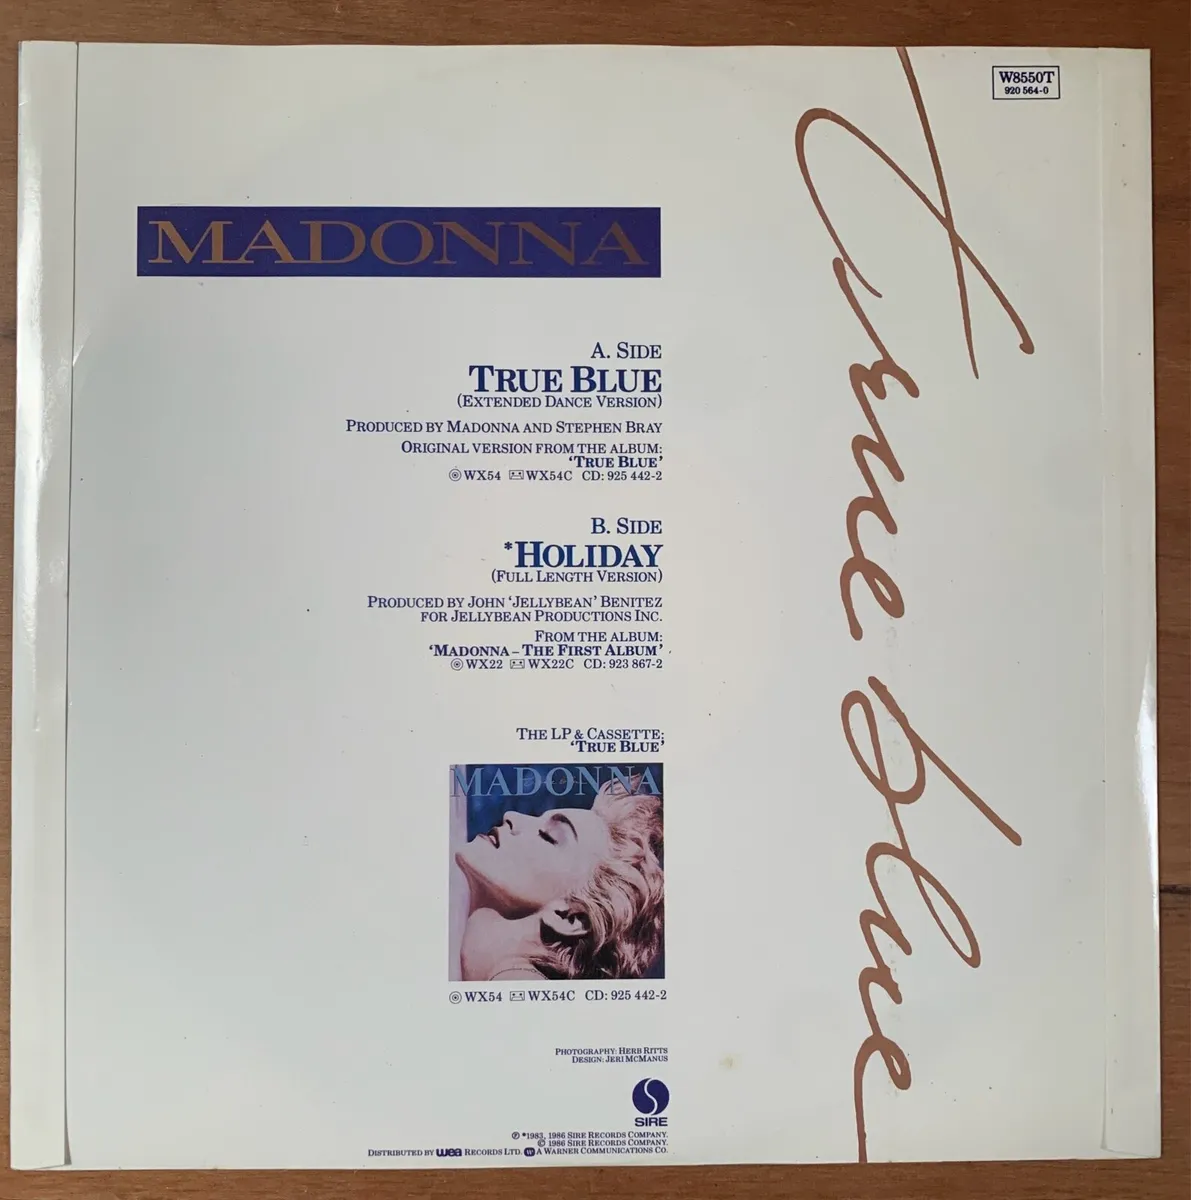 W8550T
920 564-0
True blue
MADONNA
A. SIDE
TRUE BLUE
(EXTENDED DANCE VERSION)
PRODUCED BY MADONNA AND STEPHEN BRAY
ORIGINAL VERSION FROM THE ALBUM:
‘TRUE BLUE’
WX54 WX54C CD: 925 442-2
B. SIDE
*HOLIDAY
(FULL LENGTH VERSION)
PRODUCED BY JOHN ‘JELLYBEAN’ BENITEZ
FOR JELLYBEAN PRODUCTIONS INC.
FROM THE ALBUM:
‘MADONNA – THE FIRST ALBUM’
WX22 WX22C CD: 923 867-2
THE LP & CASSETTE:
‘TRUE BLUE’
MADONNA
WX54 WX54C CD: 925 442-2
PHOTOGRAPHY: HERB RITTS
DESIGN: JERI MCMANUS
SIRE
℗ *1983, 1986 SIRE RECORDS COMPANY.
© 1986 SIRE RECORDS COMPANY.
DISTRIBUTED BY wea RECORDS LTD. A WARNER COMMUNICATIONS CO.